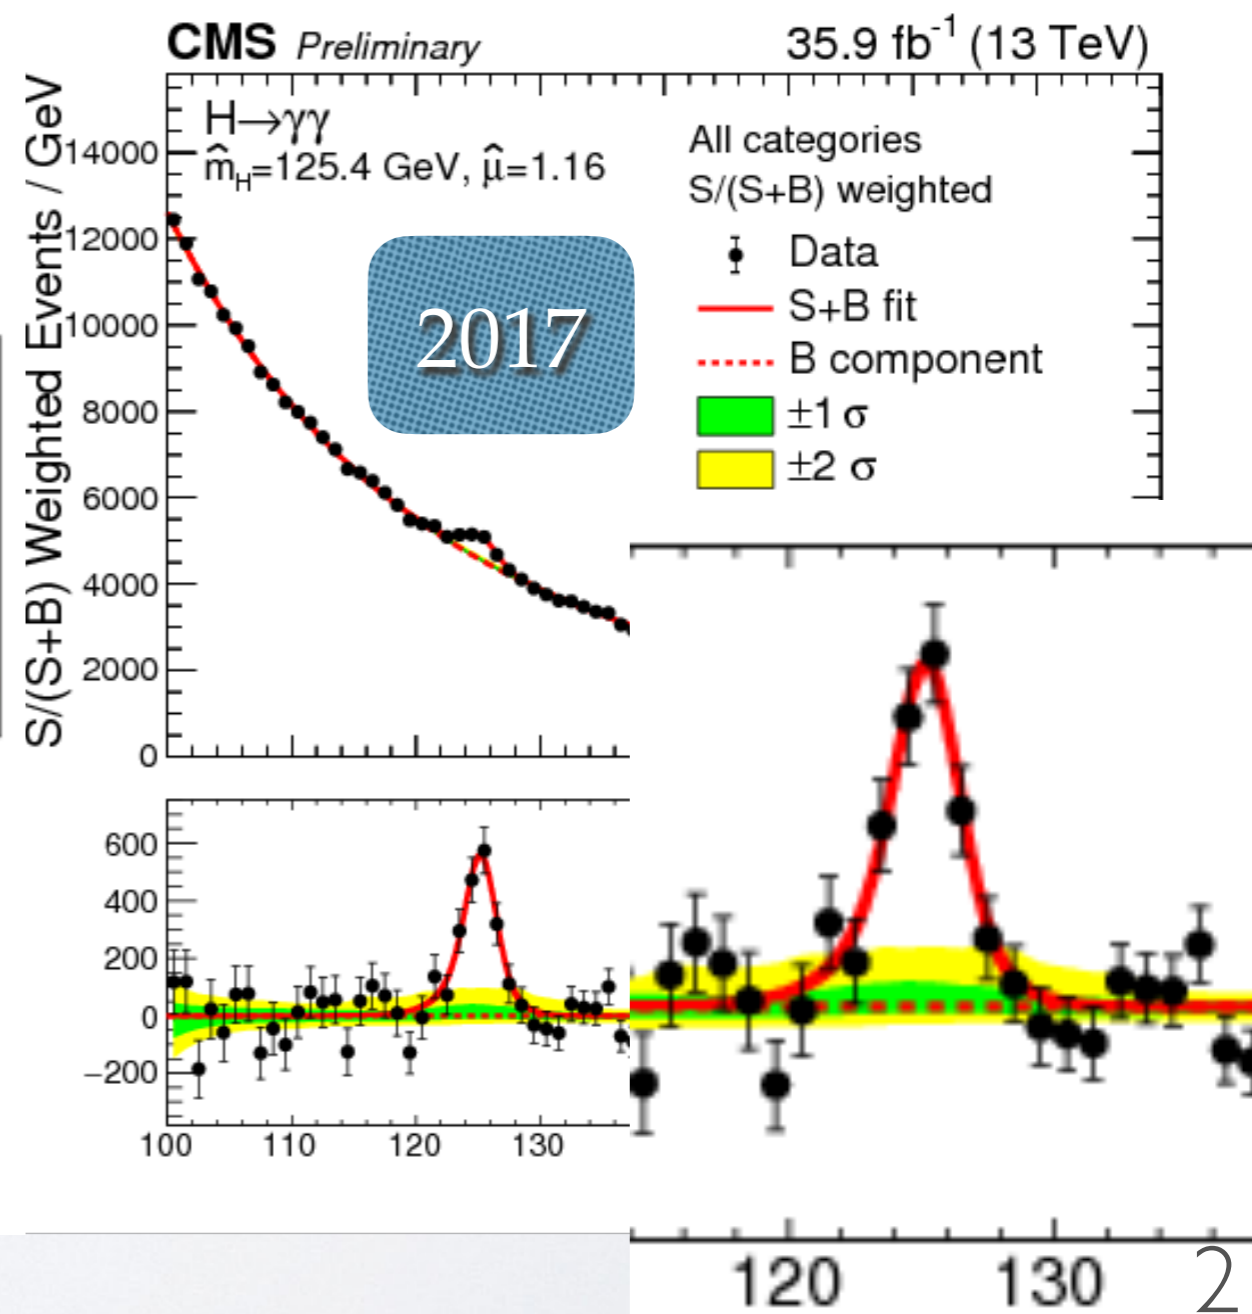 CMS Preliminary 35.9 fb⁻¹ (13 TeV)
S/(S+B) Weighted Events / GeV
H→γγ
m̂_H=125.4 GeV, μ̂=1.16
All categories
S/(S+B) weighted
Data
S+B fit
B component
±1 σ
±2 σ
2017
14000
12000
10000
8000
6000
4000
2000
0
600
400
200
0
−200
100 110 120 130
120 130
2